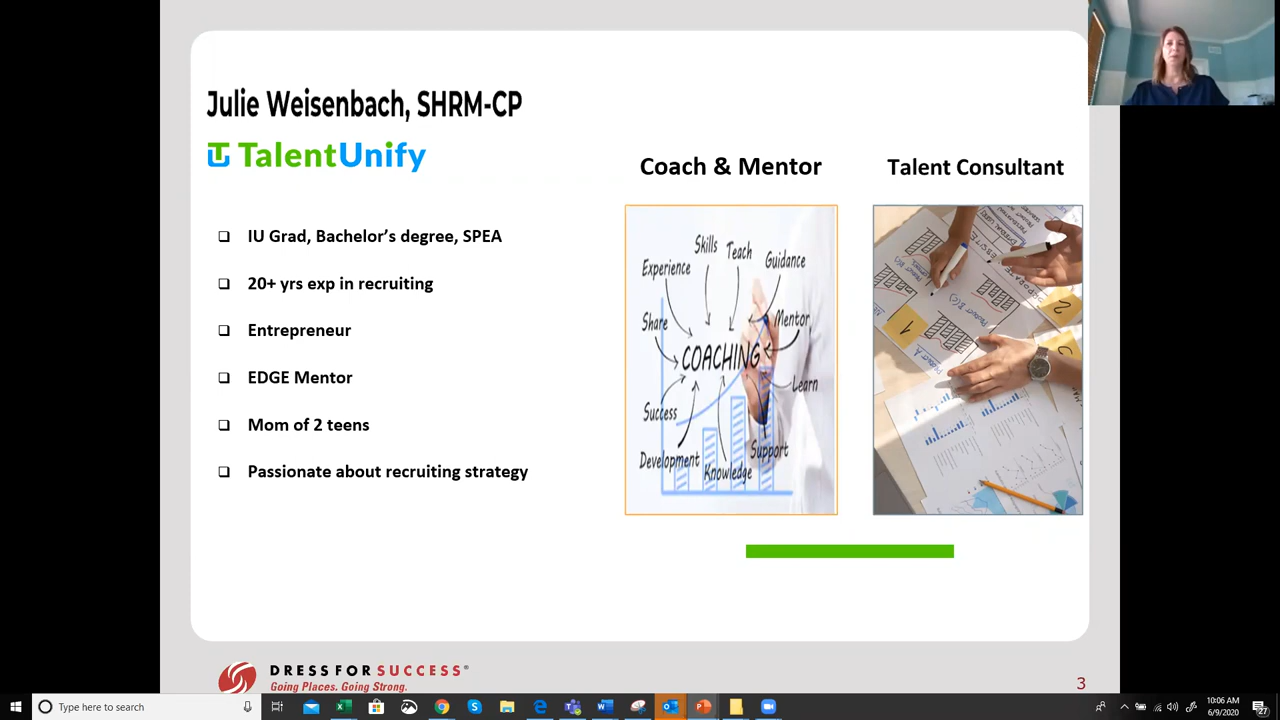 Julie Weisenbach, SHRM-CP
TalentUnify
IU Grad, Bachelor's degree, SPEA
20+ yrs exp in recruiting
Entrepreneur
EDGE Mentor
Mom of 2 teens
Passionate about recruiting strategy
Coach & Mentor
Talent Consultant
Skills
Teach
Experience
Guidance
Share
Mentor
COACHING
Learn
Success
Support
Development
Knowledge
1
2
DRESS FOR SUCCESS®
Going Places. Going Strong.
3
Type here to search
10:06 AM
6/9/2020
27